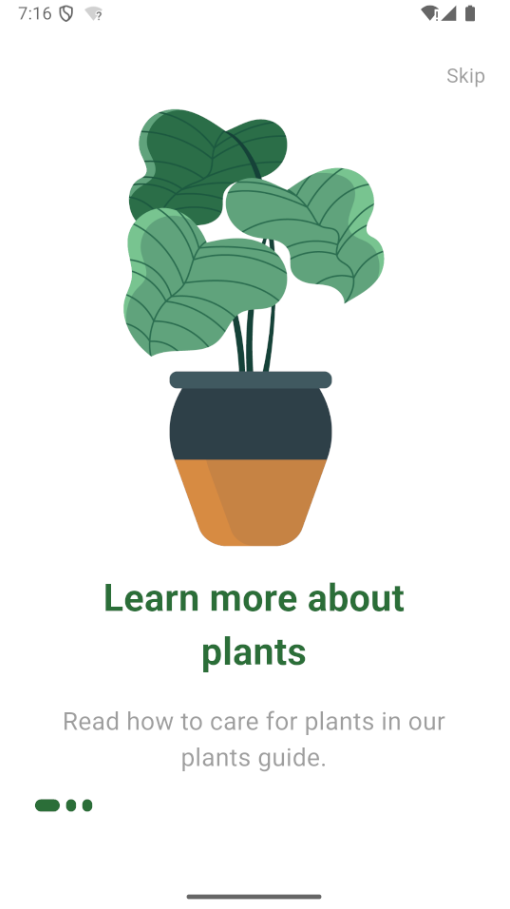 7:16
Skip
Learn more about
plants
Read how to care for plants in our
plants guide.